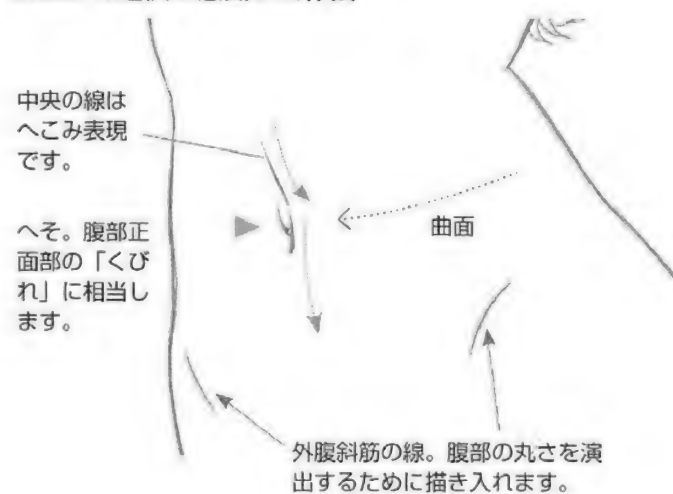 中央の線は
へこみ表現
です。
へそ。腹部正
面部の「くび
れ」に相当し
ます。
曲面
外腹斜筋の線。腹部の丸さを演
出するために描き入れます。